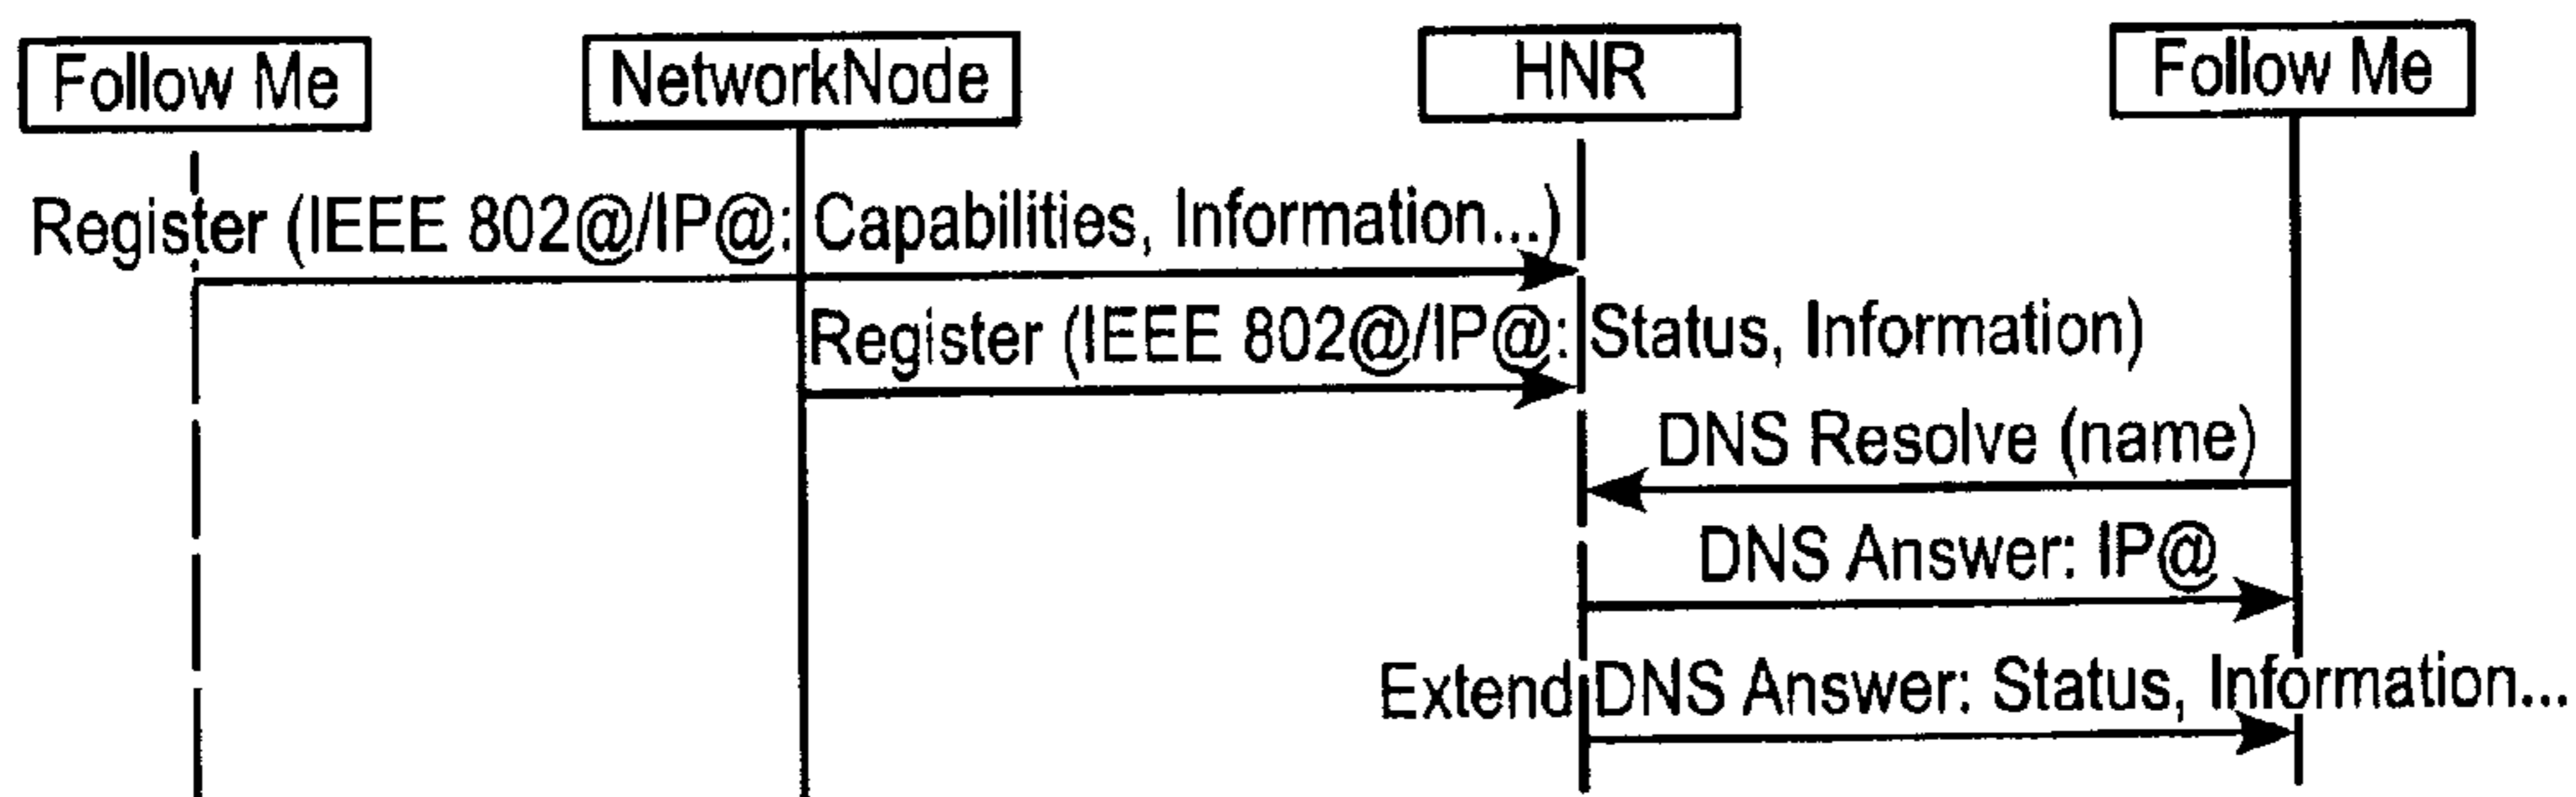 Follow Me
NetworkNode
HNR
Follow Me
Register (IEEE 802@/IP@: Capabilities, Information...)
Register (IEEE 802@/IP@: Status, Information)
DNS Resolve (name)
DNS Answer: IP@
Extend DNS Answer: Status, Information...